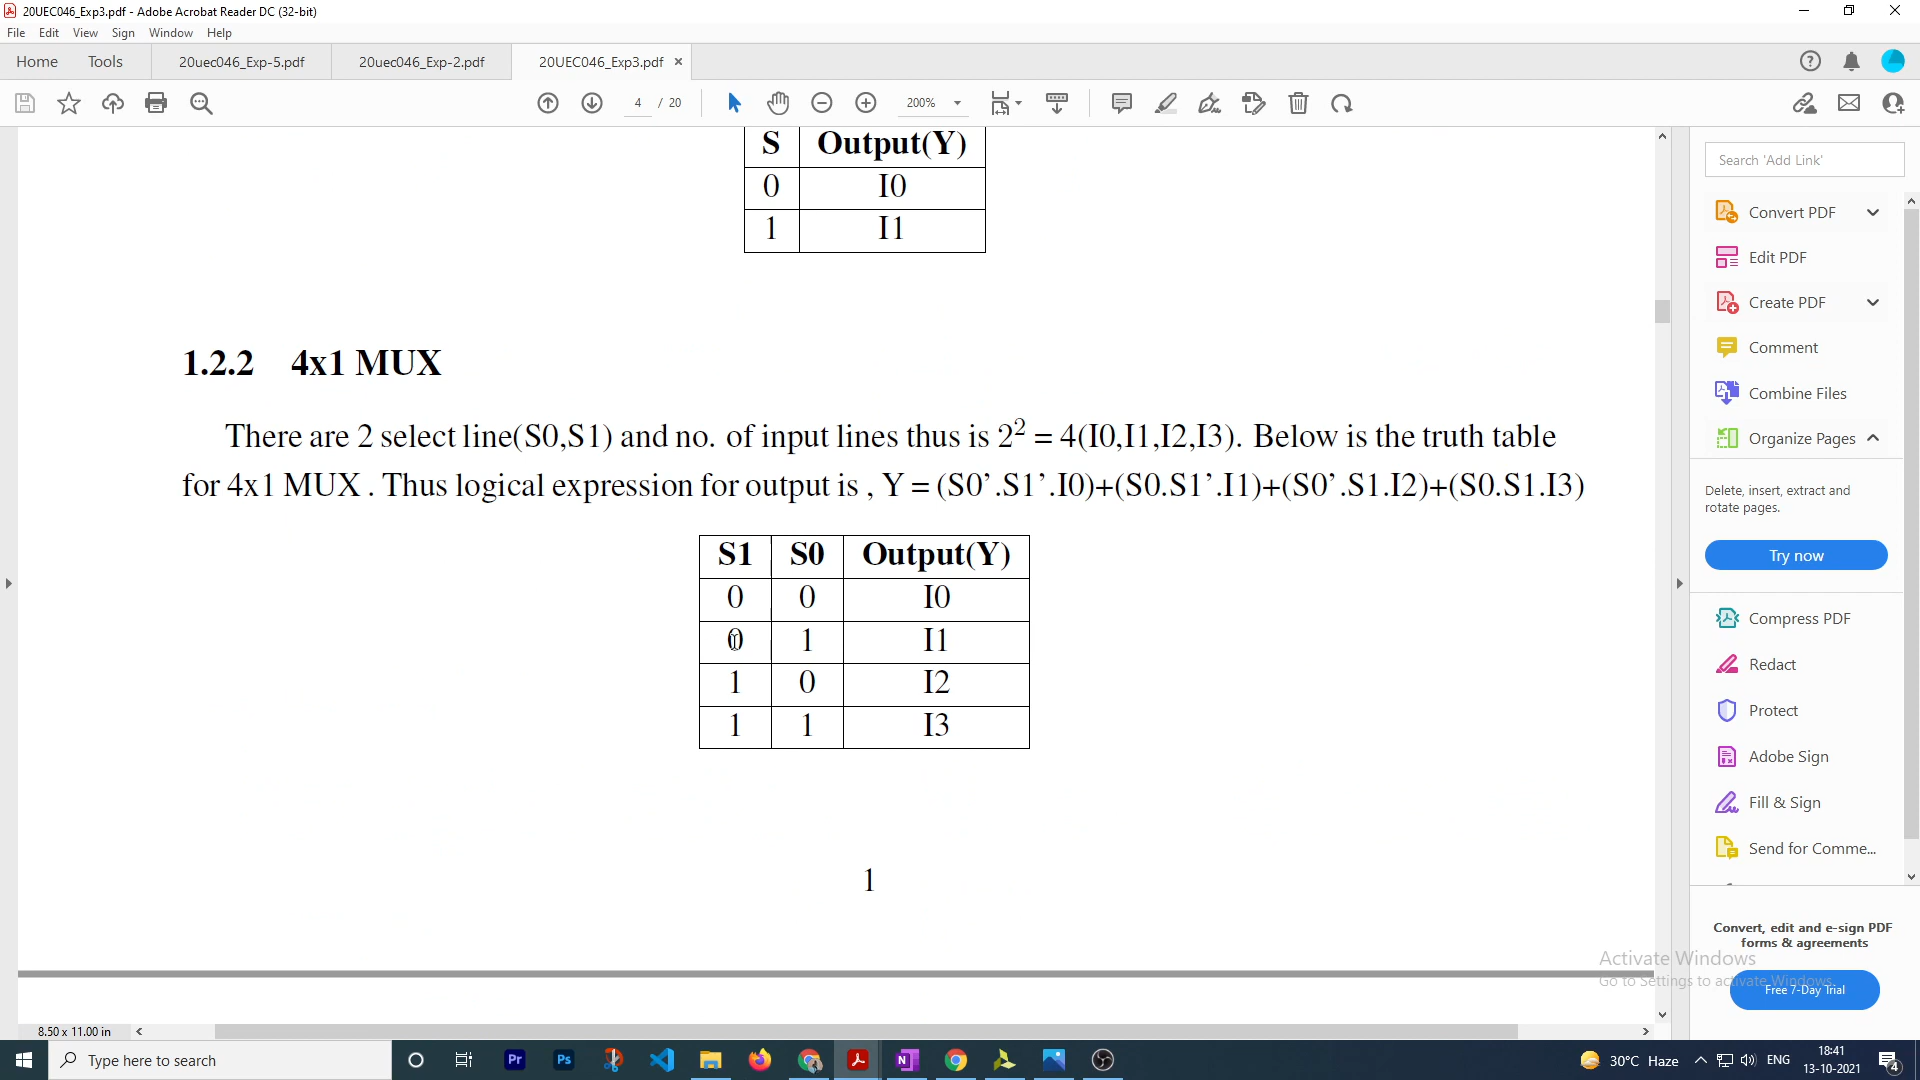 20UEC046_Exp3.pdf - Adobe Acrobat Reader DC (32-bit)
File Edit View Sign Window Help
Home Tools 20uec046_Exp-5.pdf 20uec046_Exp-2.pdf 20UEC046_Exp3.pdf ×
4 / 20 200%
S Output(Y)
0 I0
1 I1
1.2.2 4x1 MUX
There are 2 select line(S0,S1) and no. of input lines thus is 2² = 4(I0,I1,I2,I3). Below is the truth table
for 4x1 MUX . Thus logical expression for output is , Y = (S0’.S1’.I0)+(S0.S1’.I1)+(S0’.S1.I2)+(S0.S1.I3)
S1 S0 Output(Y)
0 0 I0
0 1 I1
1 0 I2
1 1 I3
1
8.50 x 11.00 in
Search 'Add Link'
Convert PDF
Edit PDF
Create PDF
Comment
Combine Files
Organize Pages
Delete, insert, extract and
rotate pages.
Try now
Compress PDF
Redact
Protect
Adobe Sign
Fill & Sign
Send for Comme...
Convert, edit and e-sign PDF
forms & agreements
Free 7-Day Trial
Activate Windows
Go to Settings to activate Windows.
Type here to search
Pr Ps
30°C Haze ENG 18:41
13-10-2021
4